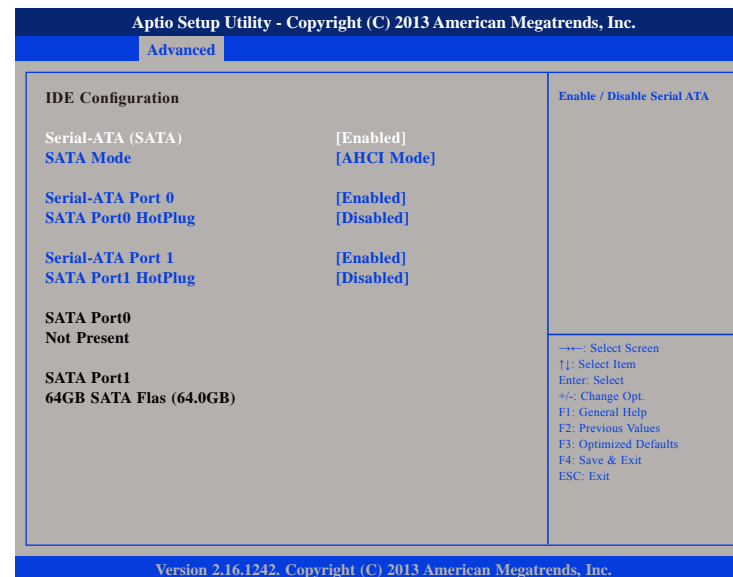 Aptio Setup Utility - Copyright (C) 2013 American Megatrends, Inc.
Advanced
IDE Configuration
Serial-ATA (SATA) [Enabled]
SATA Mode [AHCI Mode]
Serial-ATA Port 0 [Enabled]
SATA Port0 HotPlug [Disabled]
Serial-ATA Port 1 [Enabled]
SATA Port1 HotPlug [Disabled]
SATA Port0
Not Present
SATA Port1
64GB SATA Flas (64.0GB)
Enable / Disable Serial ATA
→←: Select Screen
↑↓: Select Item
Enter: Select
+/-: Change Opt.
F1: General Help
F2: Previous Values
F3: Optimized Defaults
F4: Save & Exit
ESC: Exit
Version 2.16.1242. Copyright (C) 2013 American Megatrends, Inc.